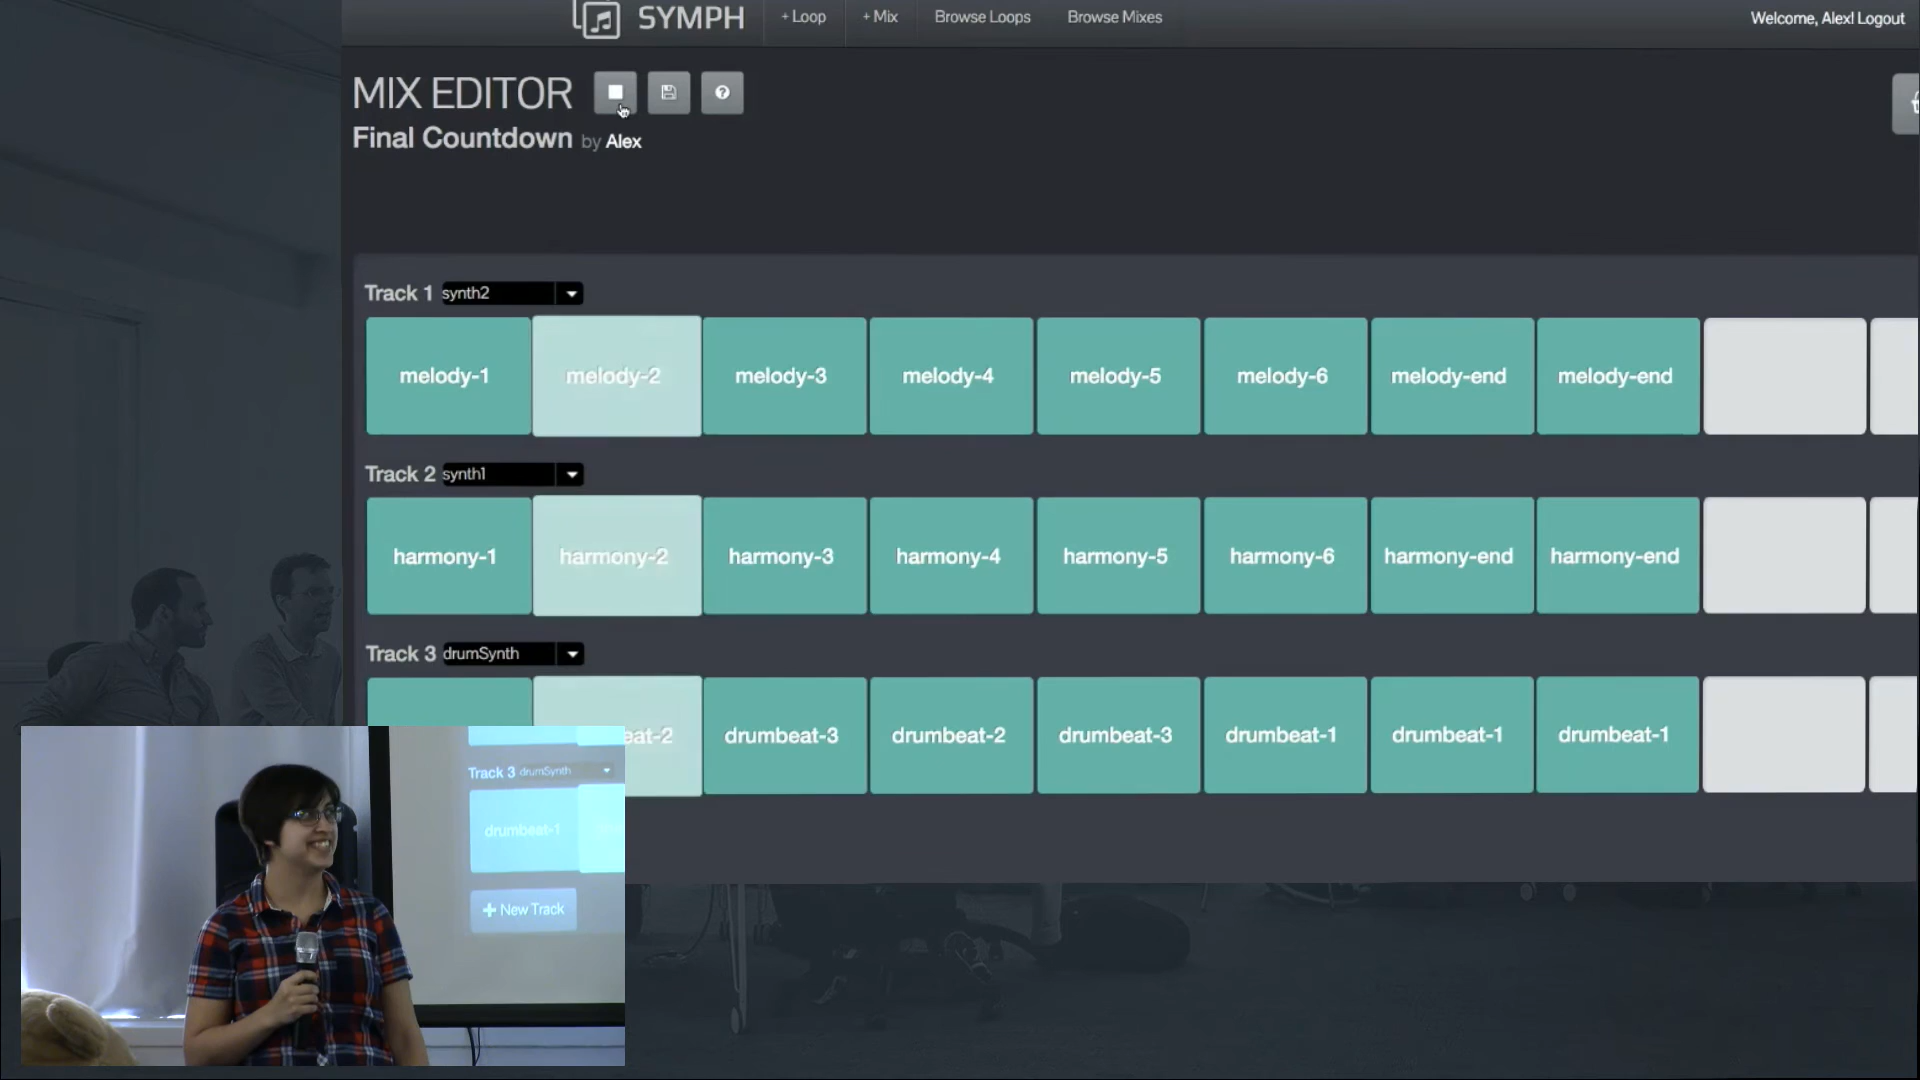 SYMPH
+ Loop
+ Mix
Browse Loops
Browse Mixes
Welcome, Alex! Logout
MIX EDITOR
Final Countdown by Alex
Track 1 synth2
melody-1 melody-2 melody-3 melody-4 melody-5 melody-6 melody-end melody-end
Track 2 synth1
harmony-1 harmony-2 harmony-3 harmony-4 harmony-5 harmony-6 harmony-end harmony-end
Track 3 drumSynth
eat-2 drumbeat-3 drumbeat-2 drumbeat-3 drumbeat-1 drumbeat-1 drumbeat-1
Track 3 drumSynth
drumbeat-1
+ New Track